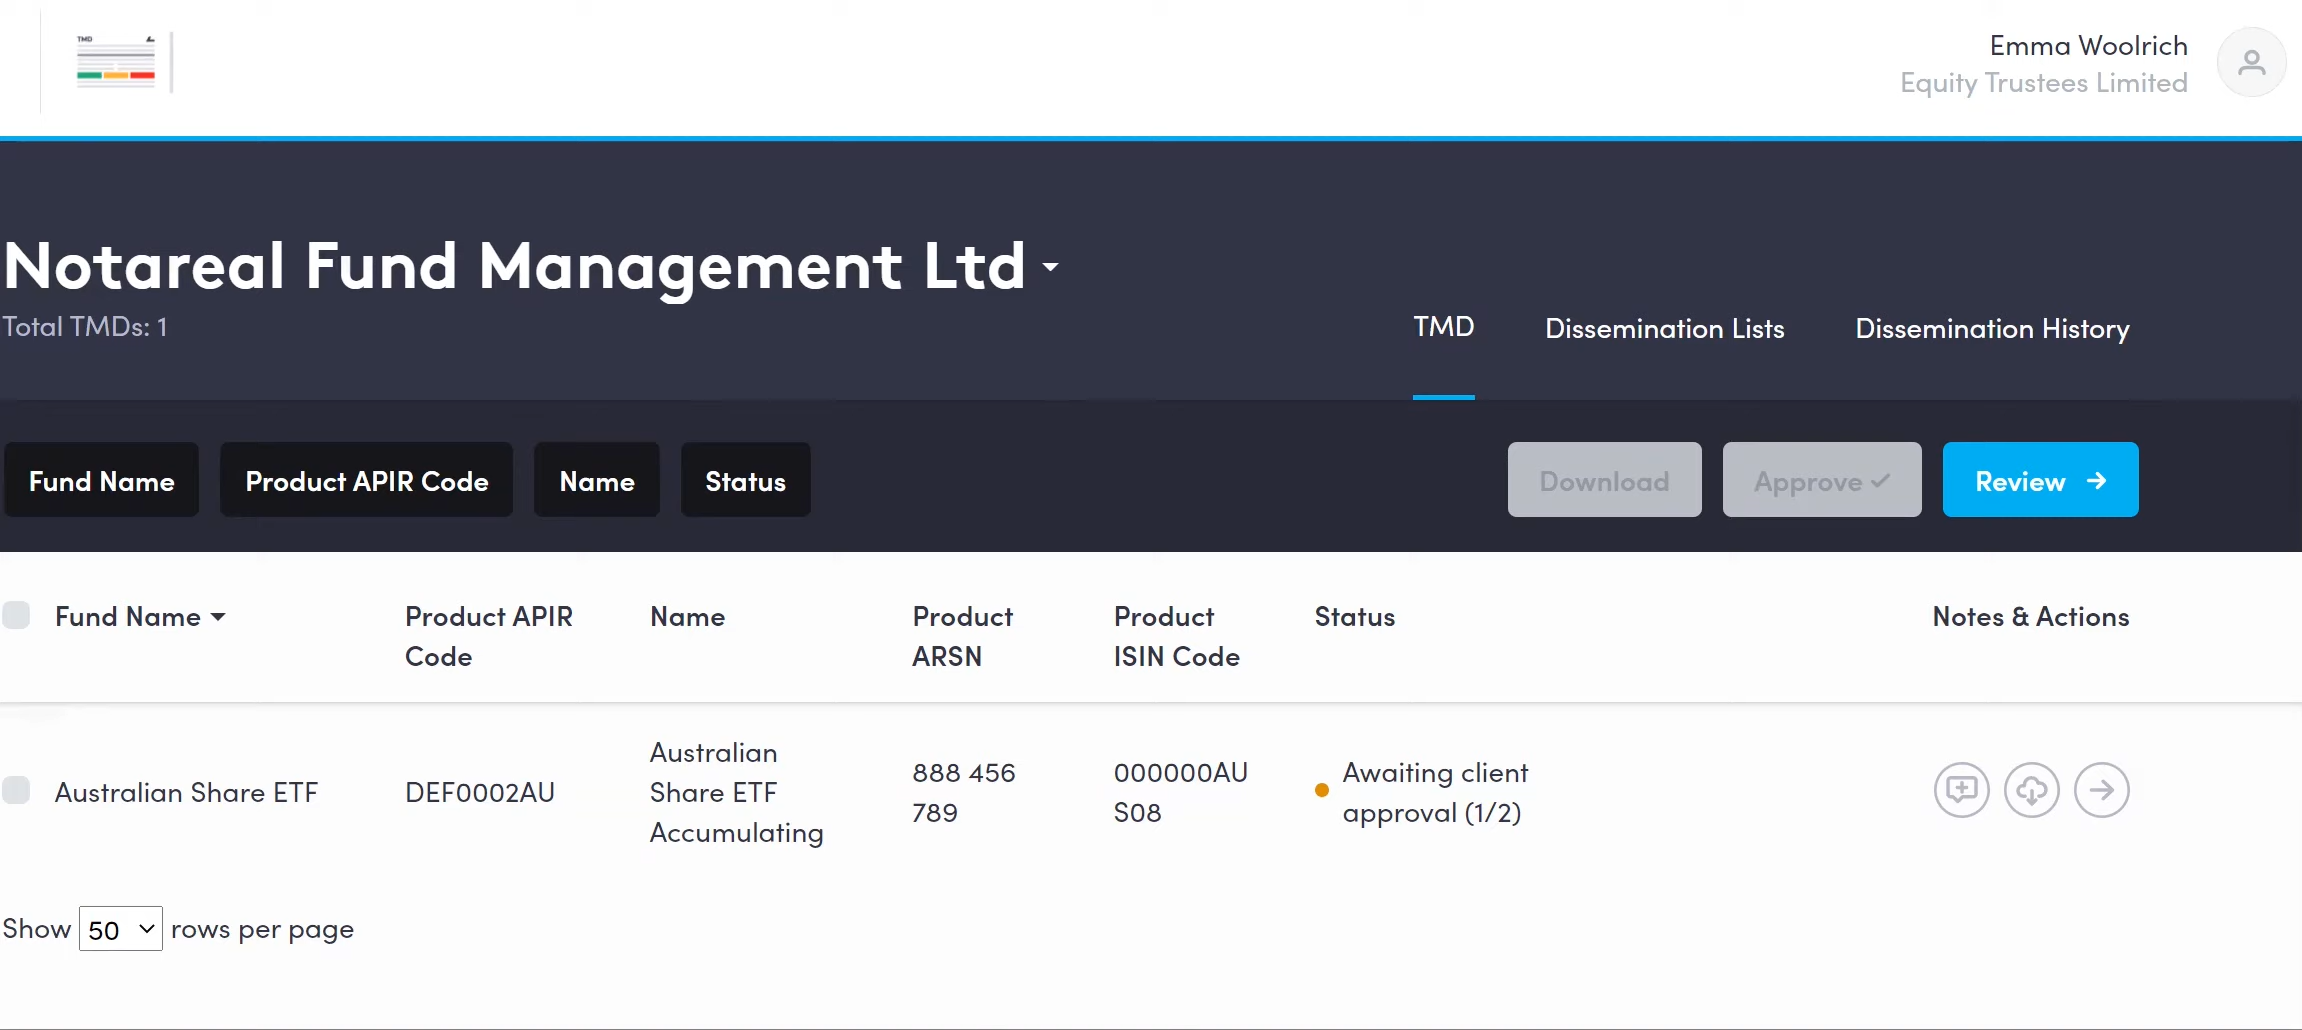 TMD
Emma Woolrich
Equity Trustees Limited
Notareal Fund Management Ltd
Total TMDs: 1
TMD
Dissemination Lists
Dissemination History
Fund Name
Product APIR Code
Name
Status
Download
Approve
Review
Fund Name
Product APIR
Code
Name
Product
ARSN
Product
ISIN Code
Status
Notes & Actions
Australian Share ETF
DEF0002AU
Australian
Share ETF
Accumulating
888 456
789
000000AU
S08
Awaiting client
approval (1/2)
Show 50 rows per page